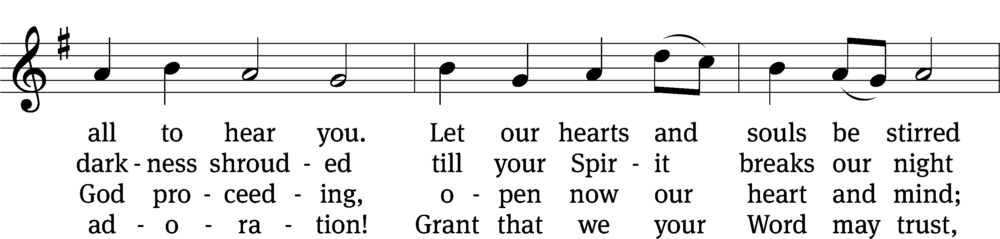 all to hear you. Let our hearts and souls be stirred
dark - ness shroud - ed till your Spir - it breaks our night
God pro - ceed - ing, o - pen now our heart and mind;
ad - o - ra - tion! Grant that we your Word may trust,